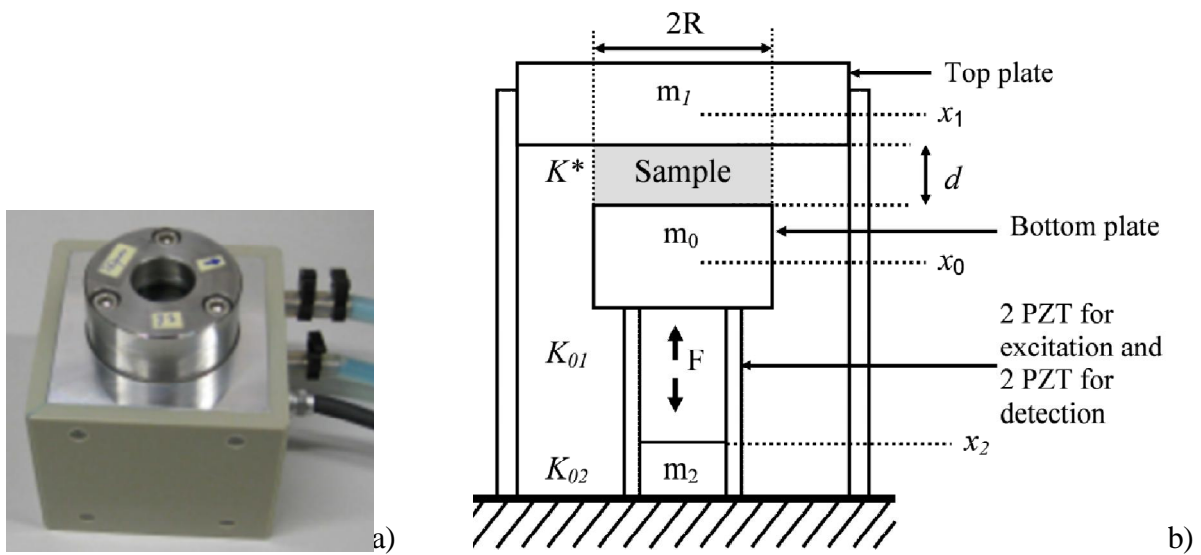 2R
Top plate
m1
x1
K*
Sample
d
m0
Bottom plate
x0
2 PZT for
excitation and
2 PZT for
detection
K01
F
x2
K02
m2
a)
b)